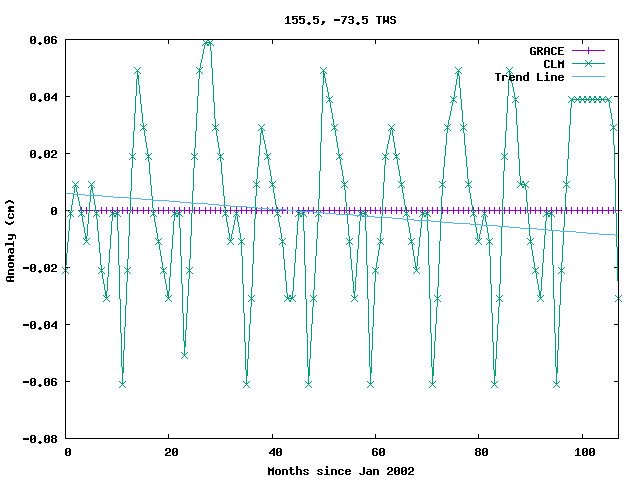 155.5, -73.5 TWS
GRACE
CLM
Trend Line
0.06
0.04
0.02
0
-0.02
-0.04
-0.06
-0.08
Anomaly (cm)
0 20 40 60 80 100
Months since Jan 2002